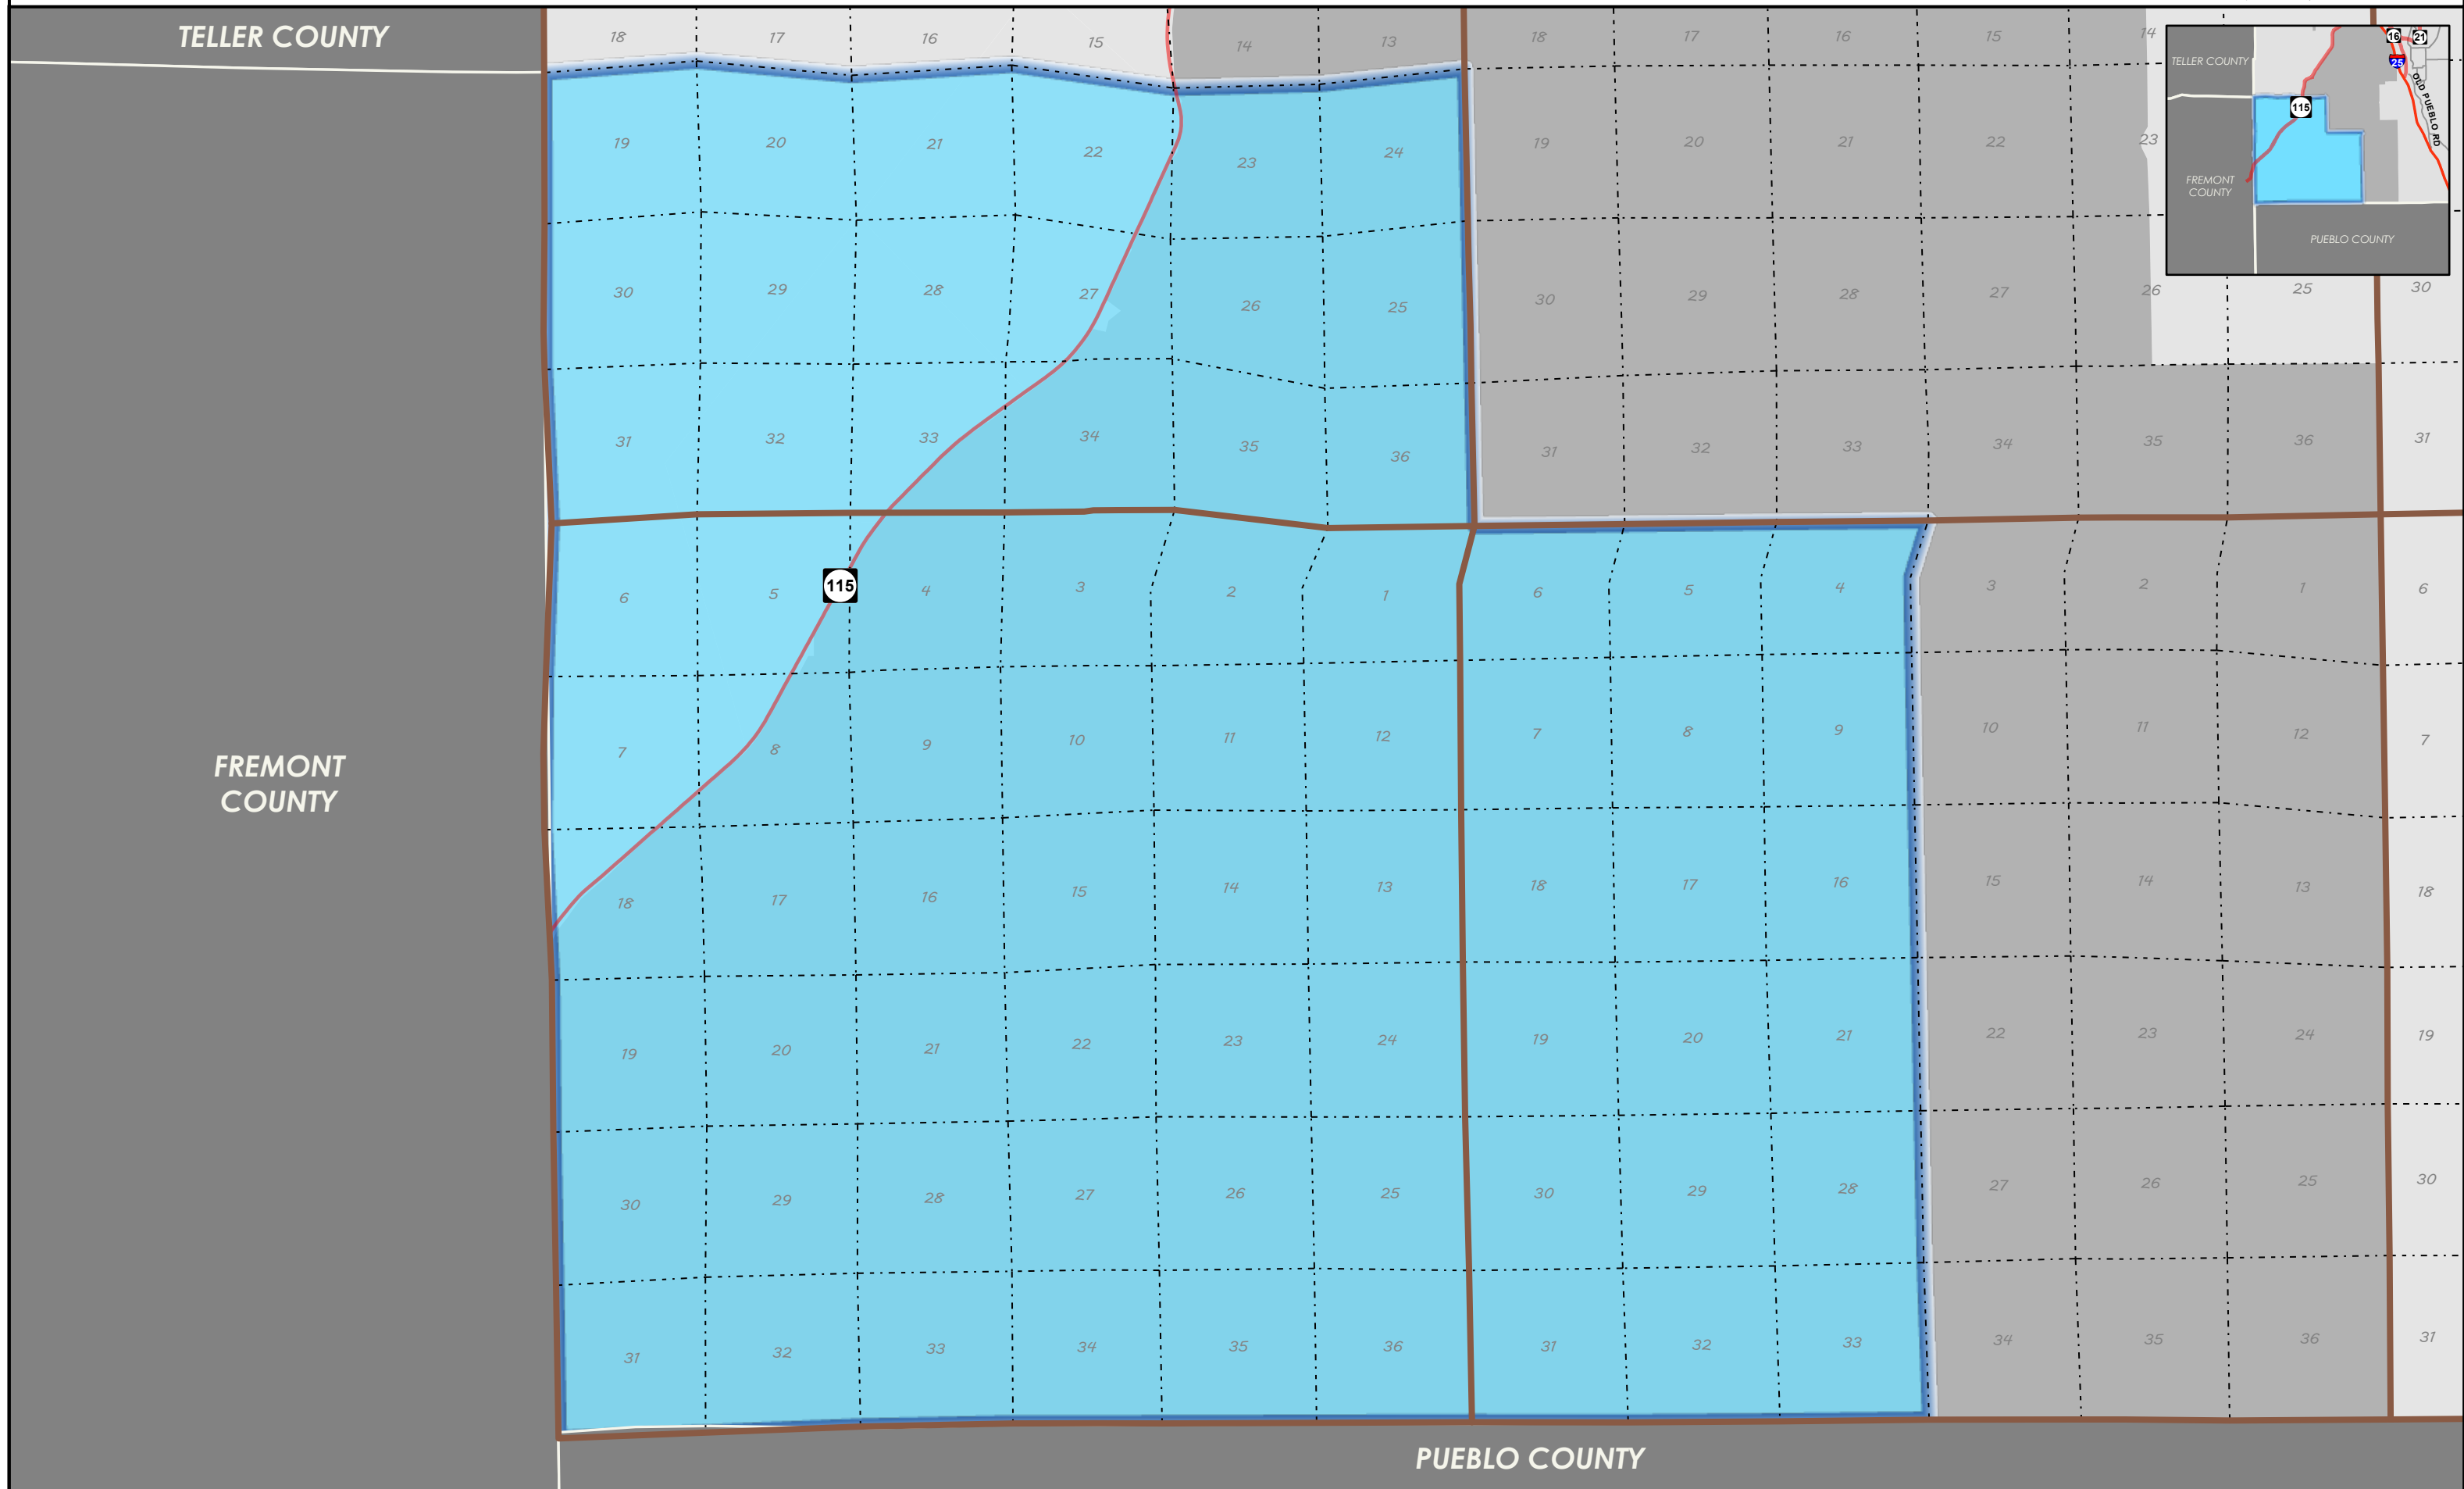 TELLER COUNTY
18 17 16 15 14 13 18 17 16 15 14
16 21
25
TELLER COUNTY
OLD PUEBLO RD
115
19 20 21 22 23 24 19 20 21 22 23
FREMONT
COUNTY
PUEBLO COUNTY
30 29 28 27 26 25 30 29 28 27 26 25 30
31 32 33 34 35 36 31 32 33 34 35 36 31
115
6 5 4 3 2 1 6 5 4 3 2 1 6
FREMONT
COUNTY
7 8 9 10 11 12 7 8 9 10 11 12 7
18 17 16 15 14 13 18 17 16 15 14 13 18
19 20 21 22 23 24 19 20 21 22 23 24 19
30 29 28 27 26 25 30 29 28 27 26 25 30
31 32 33 34 35 36 31 32 33 34 35 36 31
PUEBLO COUNTY